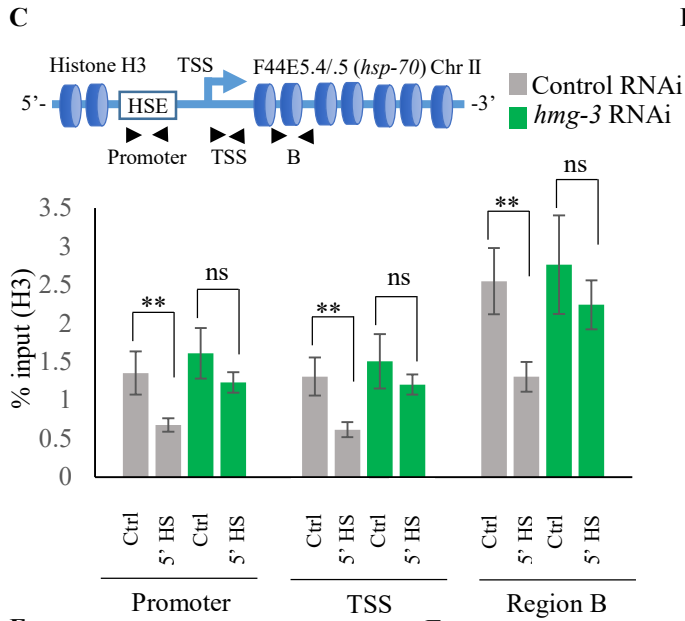 C
Histone H3 TSS F44E5.4/.5 (hsp-70) Chr II
5'- HSE -3'
Promoter TSS B
Control RNAi
hmg-3 RNAi
% input (H3)
3.5
3
2.5
2
1.5
1
0.5
0
** ns ** ns ** ns
Ctrl 5' HS Ctrl 5' HS Ctrl 5' HS Ctrl 5' HS Ctrl 5' HS Ctrl 5' HS
Promoter TSS Region B